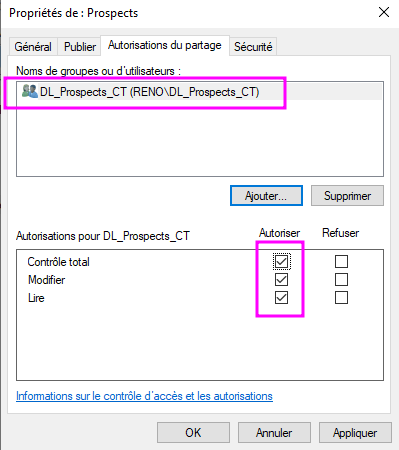 Propriétés de : Prospects
Général Publier Autorisations du partage Sécurité
Noms de groupes ou d'utilisateurs :
DL_Prospects_CT (RENO\DL_Prospects_CT)
Ajouter... Supprimer
Autorisations pour DL_Prospects_CT Autoriser Refuser
Contrôle total
Modifier
Lire
Informations sur le contrôle d'accès et les autorisations
OK Annuler Appliquer